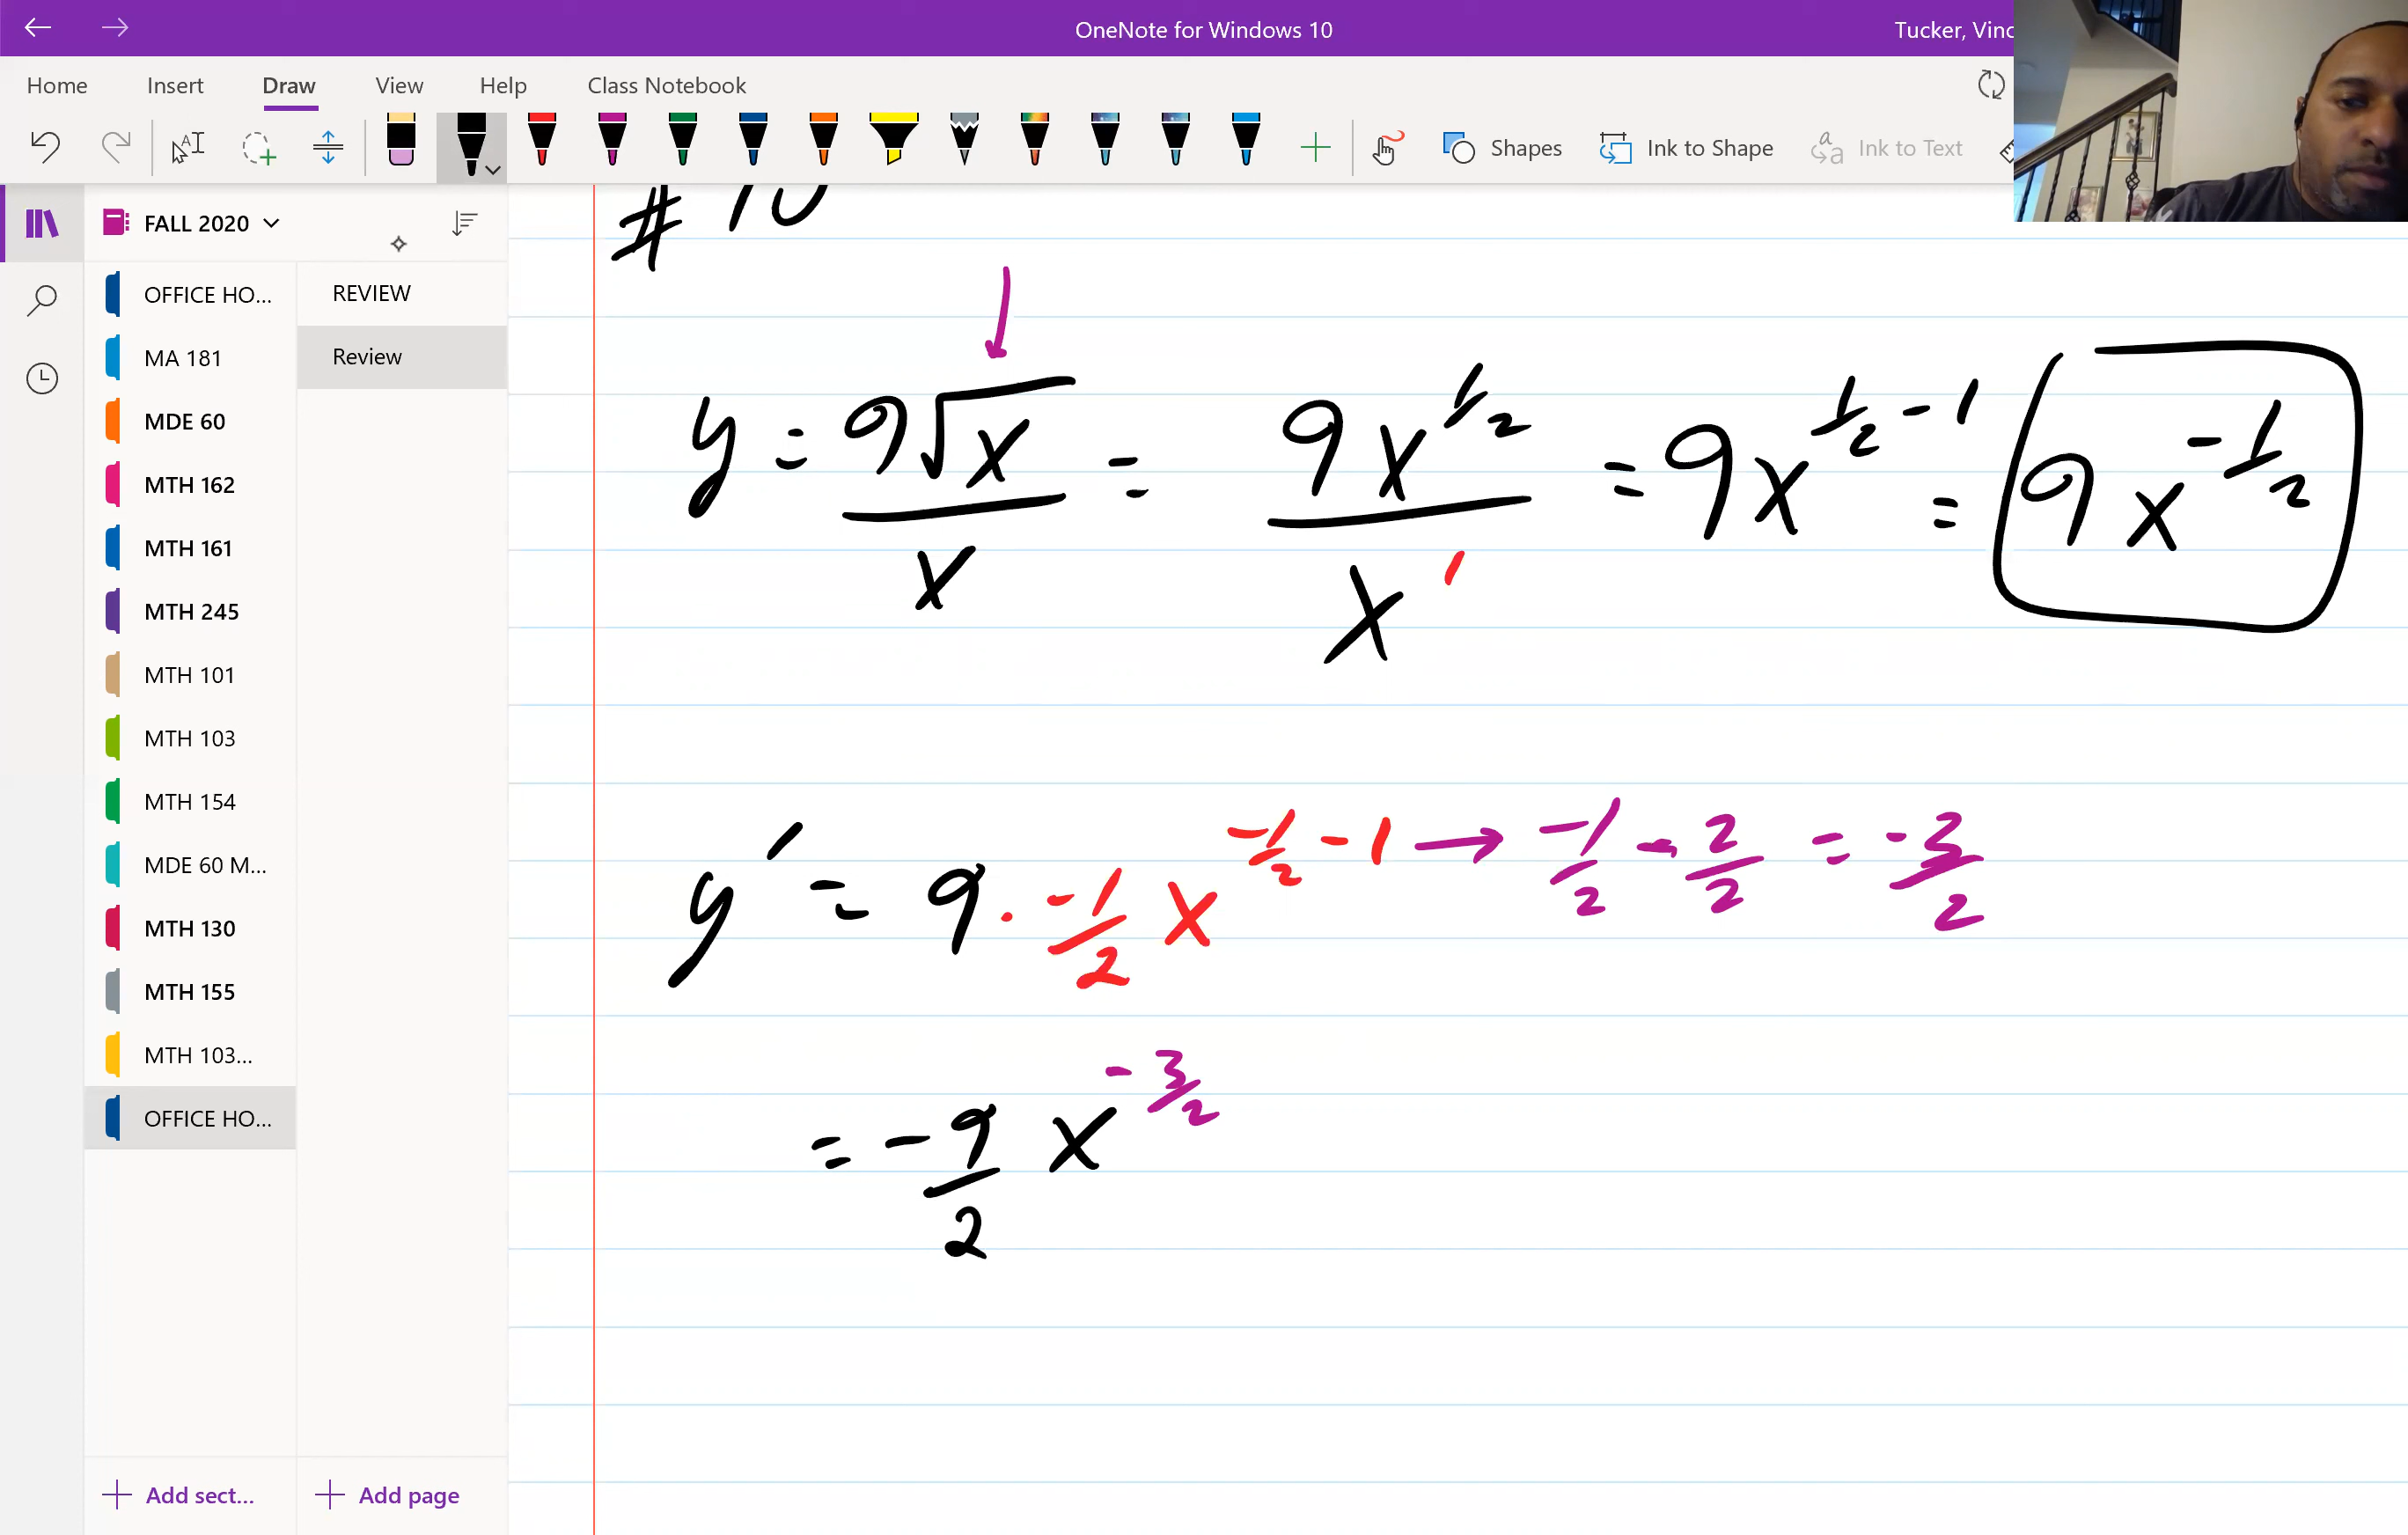 OneNote for Windows 10
Tucker, Vinc
Home Insert Draw View Help Class Notebook
Shapes Ink to Shape Ink to Text
FALL 2020
OFFICE HO...
MA 181
MDE 60
MTH 162
MTH 161
MTH 245
MTH 101
MTH 103
MTH 154
MDE 60 M...
MTH 130
MTH 155
MTH 103...
OFFICE HO...
Add sect...
REVIEW
Review
Add page
# 10
y = 9√x / x = 9x^(1/2) / x^1 = 9x^(1/2 - 1) = 9x^(-1/2)
y' = 9 · -1/2 x^(-1/2 - 1) → -1/2 - 2/2 = -3/2
= -9/2 x^(-3/2)